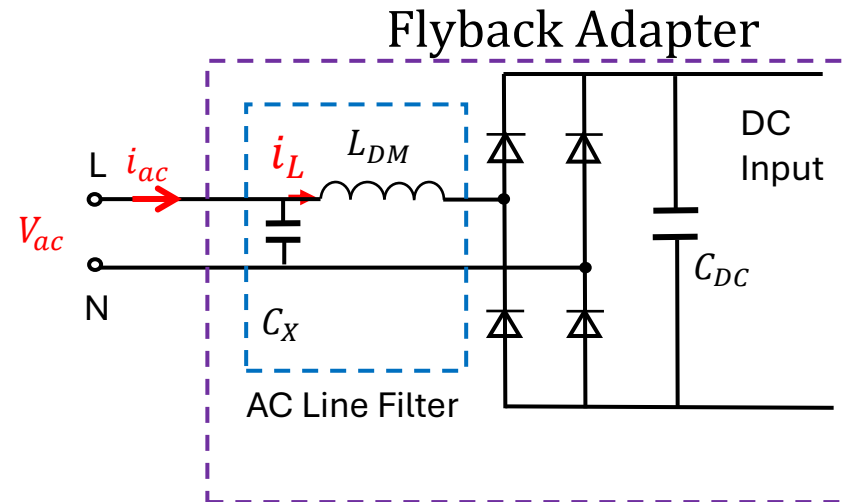 Flyback Adapter
L
i_ac
i_L
L_DM
DC
Input
V_ac
N
C_X
C_DC
AC Line Filter